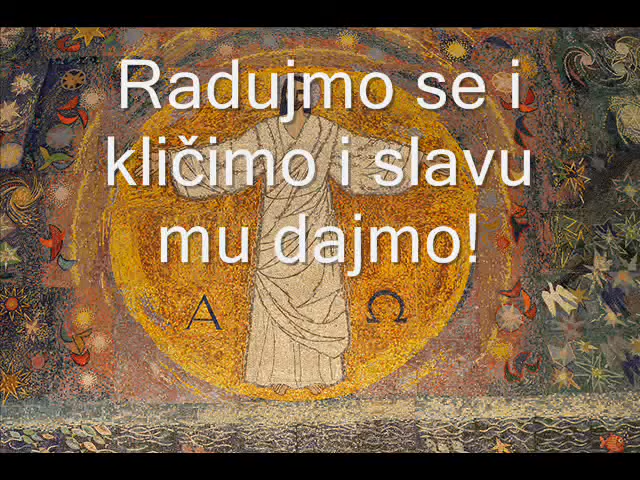 Radujmo se i
kličimo i slavu
mu dajmo!
Α Ω